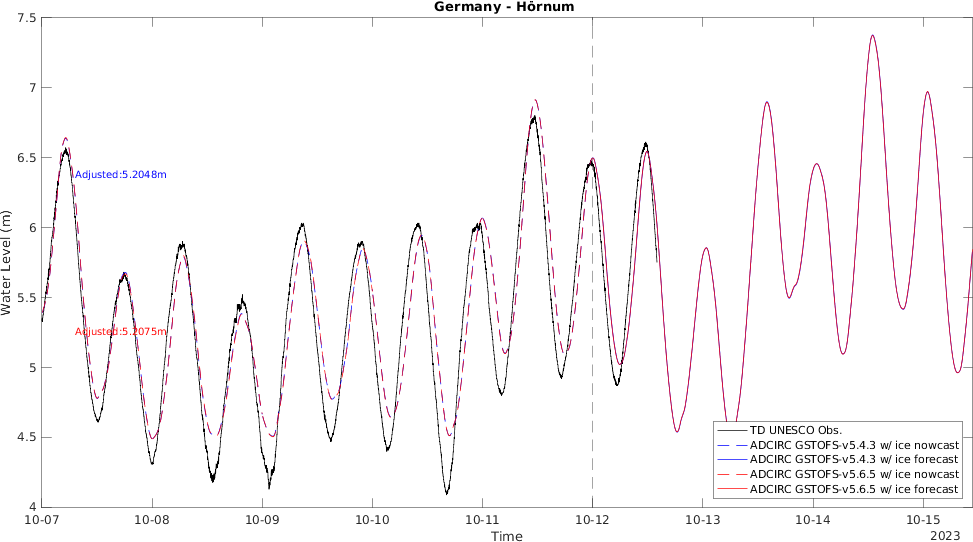 Germany - Hörnum
7.5
7
6.5
6
5.5
5
4.5
4
Water Level (m)
Adjusted:5.2048m
Adjusted:5.2075m
TD UNESCO Obs.
ADCIRC GSTOFS-v5.4.3 w/ ice nowcast
ADCIRC GSTOFS-v5.4.3 w/ ice forecast
ADCIRC GSTOFS-v5.6.5 w/ ice nowcast
ADCIRC GSTOFS-v5.6.5 w/ ice forecast
10-07 10-08 10-09 10-10 10-11 10-12 10-13 10-14 10-15
Time
2023